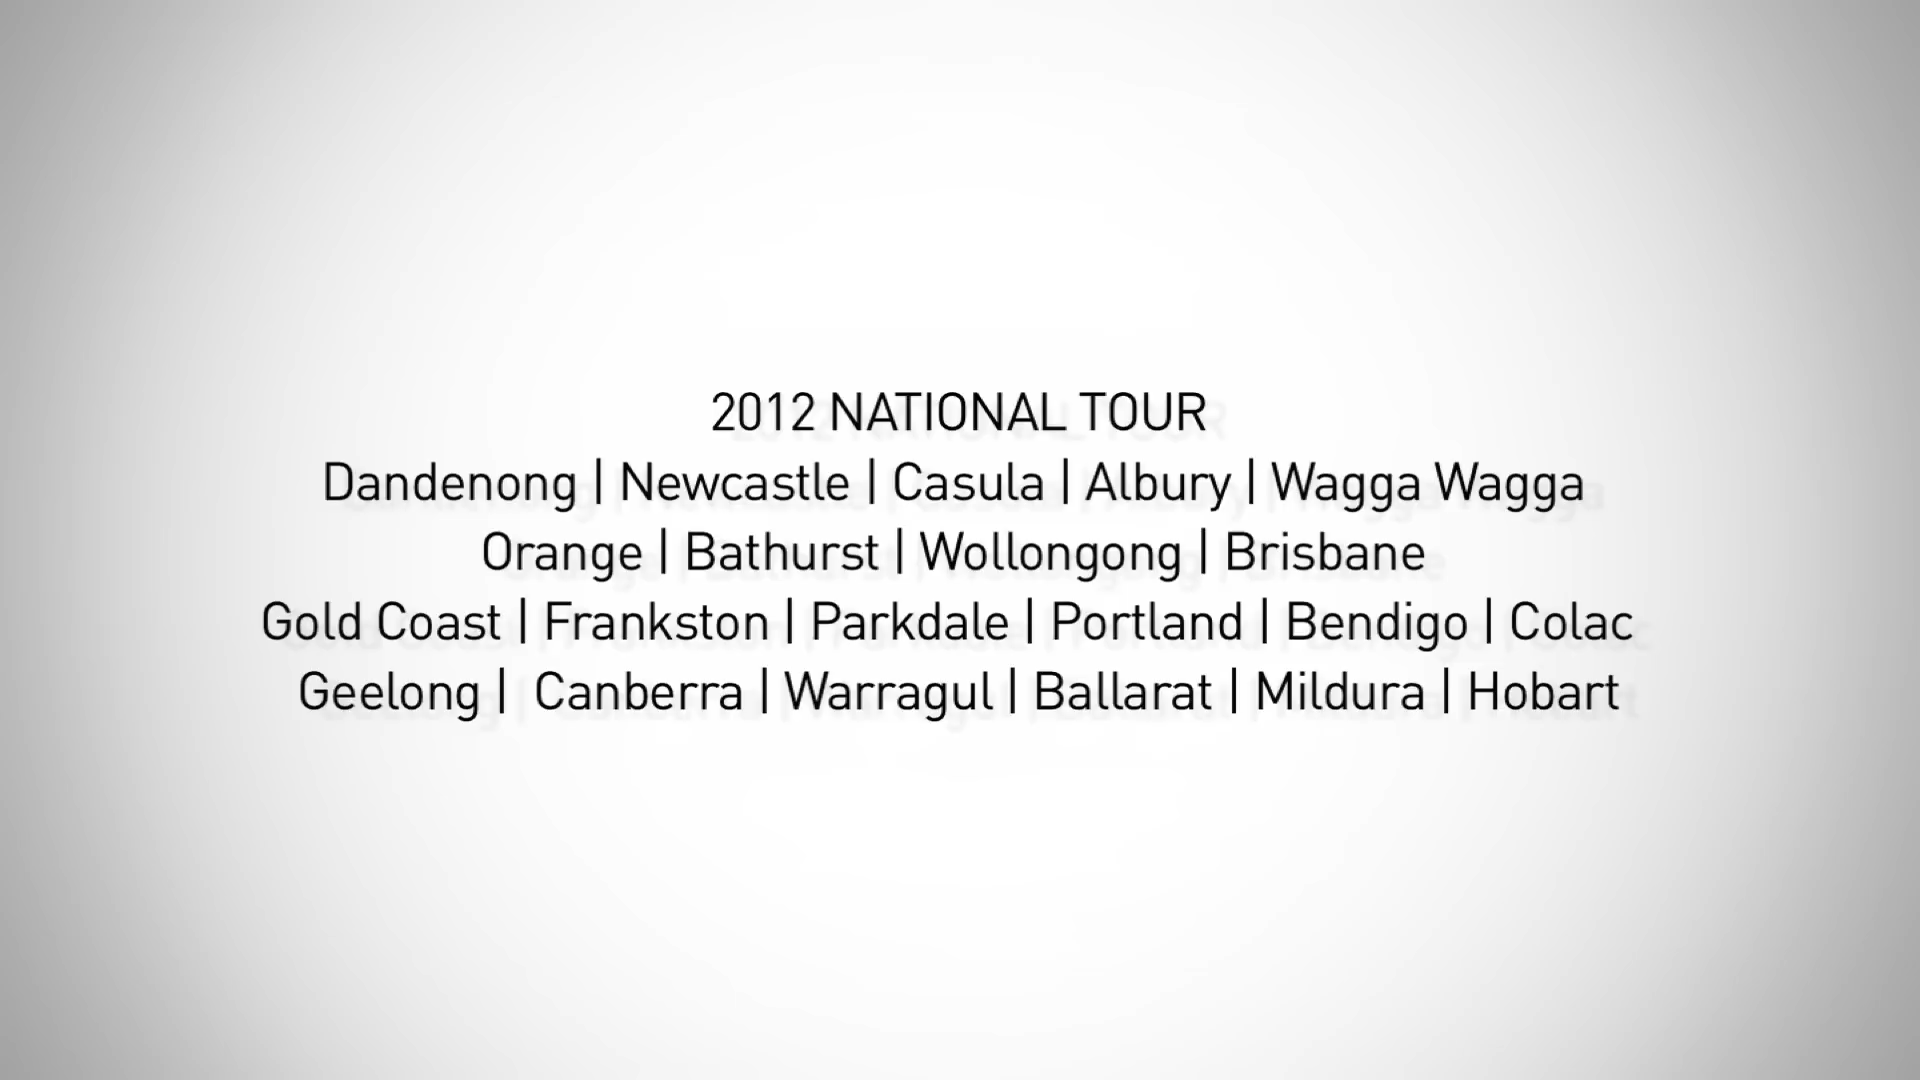 2012 NATIONAL TOUR
Dandenong | Newcastle | Casula | Albury | Wagga Wagga
Orange | Bathurst | Wollongong | Brisbane
Gold Coast | Frankston | Parkdale | Portland | Bendigo | Colac
Geelong | Canberra | Warragul | Ballarat | Mildura | Hobart